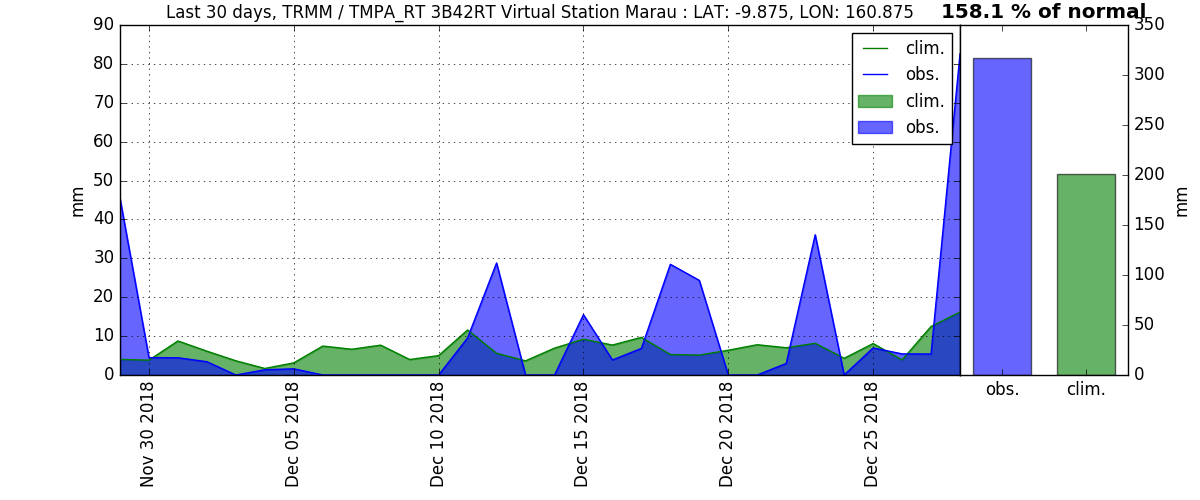 Last 30 days, TRMM / TMPA_RT 3B42RT Virtual Station Marau : LAT: -9.875, LON: 160.875
158.1 % of normal
90
80
70
60
50
40
30
20
10
0
mm
clim.
obs.
clim.
obs.
Nov 30 2018
Dec 05 2018
Dec 10 2018
Dec 15 2018
Dec 20 2018
Dec 25 2018
350
300
250
200
150
100
50
0
mm
obs.
clim.